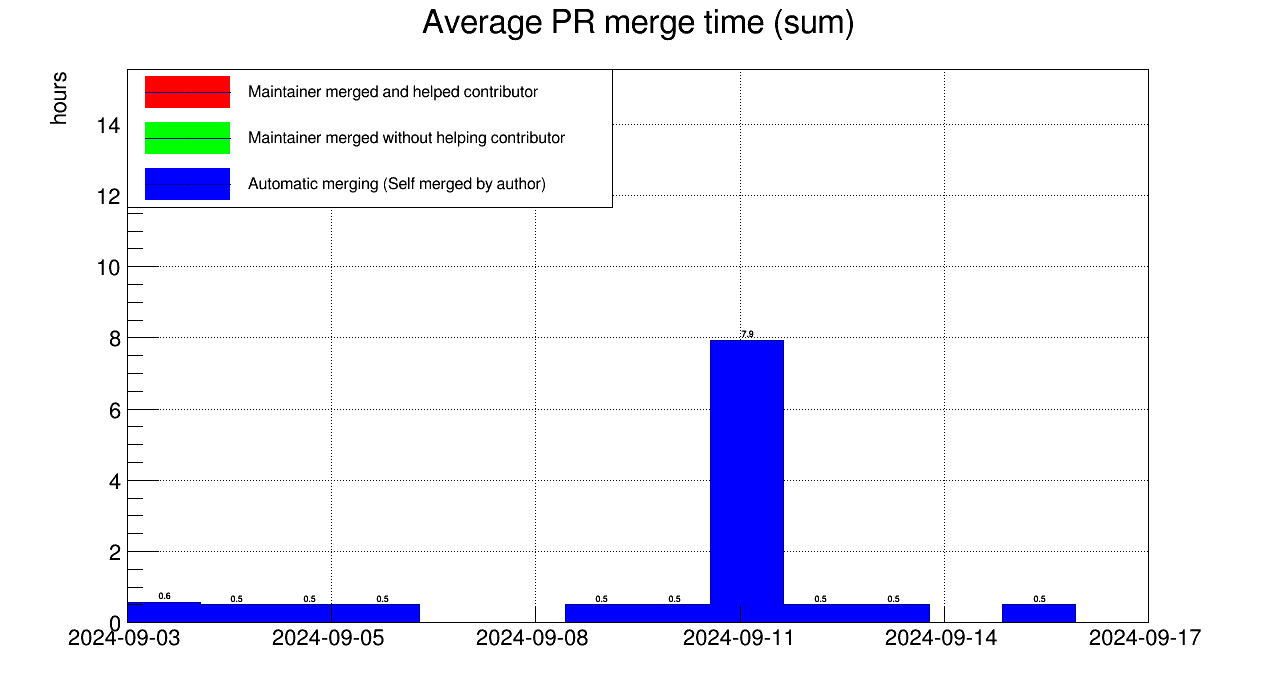 Average PR merge time (sum)
hours
Maintainer merged and helped contributor
Maintainer merged without helping contributor
Automatic merging (Self merged by author)
14
12
10
8
7.9
6
4
2
0.6 0.5 0.5 0.5 0.5 0.5 0.5 0.5 0.5
0
2024-09-03 2024-09-05 2024-09-08 2024-09-11 2024-09-14 2024-09-17